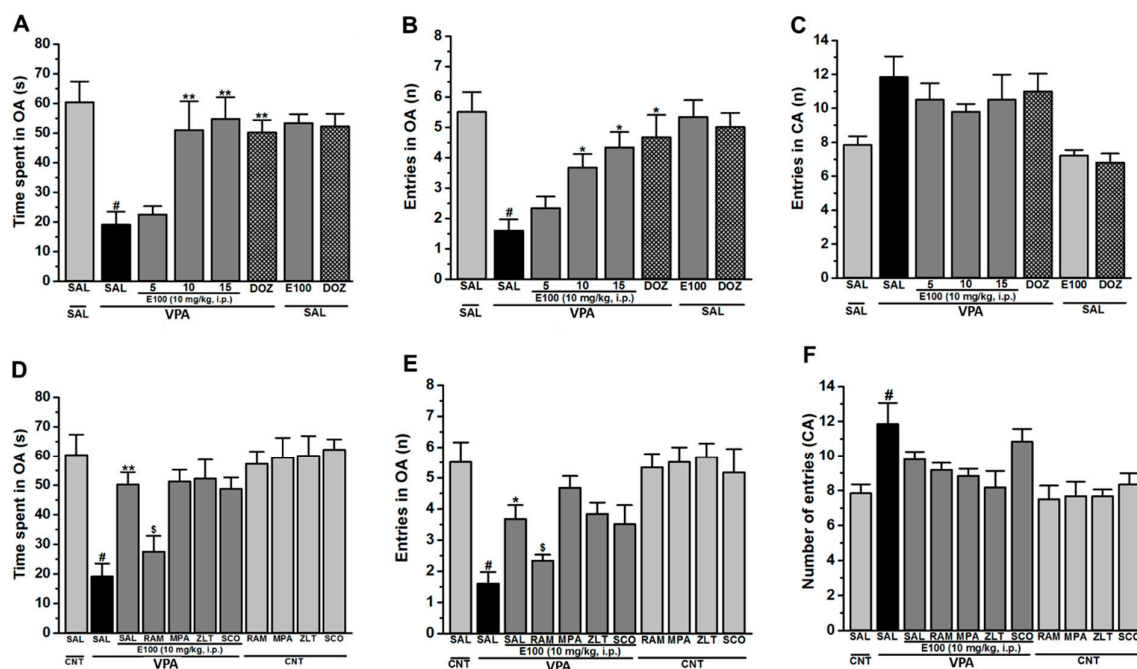 A
Time spent in OA (s)
80
70
60
50
40
30
20
10
0
#
** ** **
SAL SAL 5 10 15 DOZ E100 DOZ
E100 (10 mg/kg, i.p.)
SAL VPA SAL
B
Entries in OA (n)
8
7
6
5
4
3
2
1
0
#
* * *
SAL SAL 5 10 15 DOZ E100 DOZ
E100 (10 mg/kg, i.p.)
SAL VPA SAL
C
Entries in CA (n)
14
12
10
8
6
4
2
0
SAL SAL 5 10 15 DOZ E100 DOZ
E100 (10 mg/kg, i.p.)
SAL VPA SAL
D
Time spent in OA (s)
80
70
60
50
40
30
20
10
0
# ** $
SAL SAL SAL RAM MPA ZLT SCO RAM MPA ZLT SCO
E100 (10 mg/kg, i.p.)
CNT VPA CNT
E
Entries in OA (n)
8
7
6
5
4
3
2
1
0
# * $
SAL SAL SAL RAM MPA ZLT SCO RAM MPA ZLT SCO
E100 (10 mg/kg, i.p.)
CNT VPA CNT
F
Number of entries (CA)
14
12
10
8
6
4
2
0
#
SAL SAL SAL RAM MPA ZLT SCO RAM MPA ZLT SCO
E100 (10 mg/kg, i.p.)
CNT VPA CNT